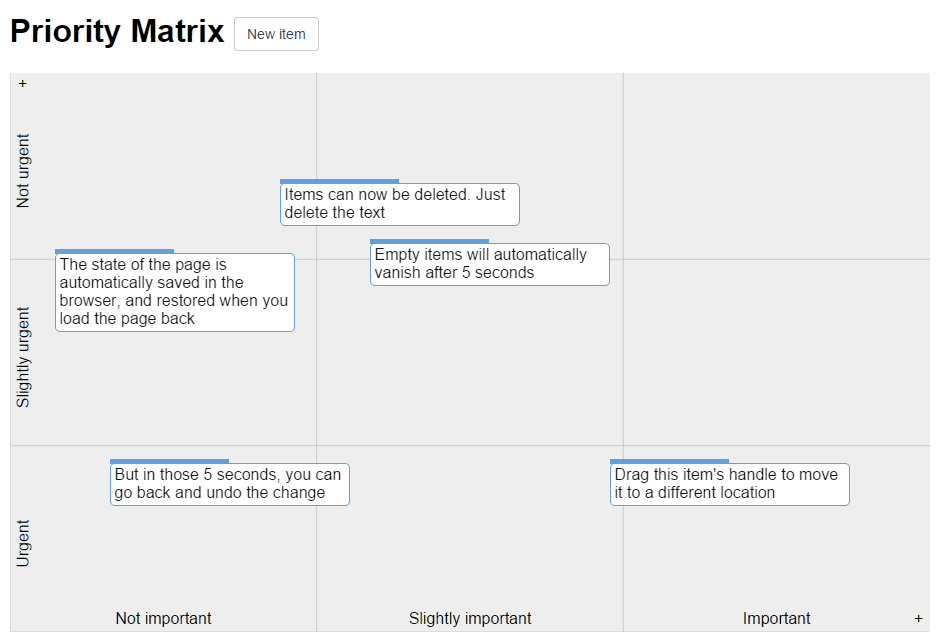 Priority Matrix
New item
+
Not urgent
Items can now be deleted. Just
delete the text
Empty items will automatically
vanish after 5 seconds
The state of the page is
automatically saved in the
browser, and restored when you
load the page back
Slightly urgent
But in those 5 seconds, you can
go back and undo the change
Drag this item's handle to move
it to a different location
Urgent
Not important
Slightly important
Important
+